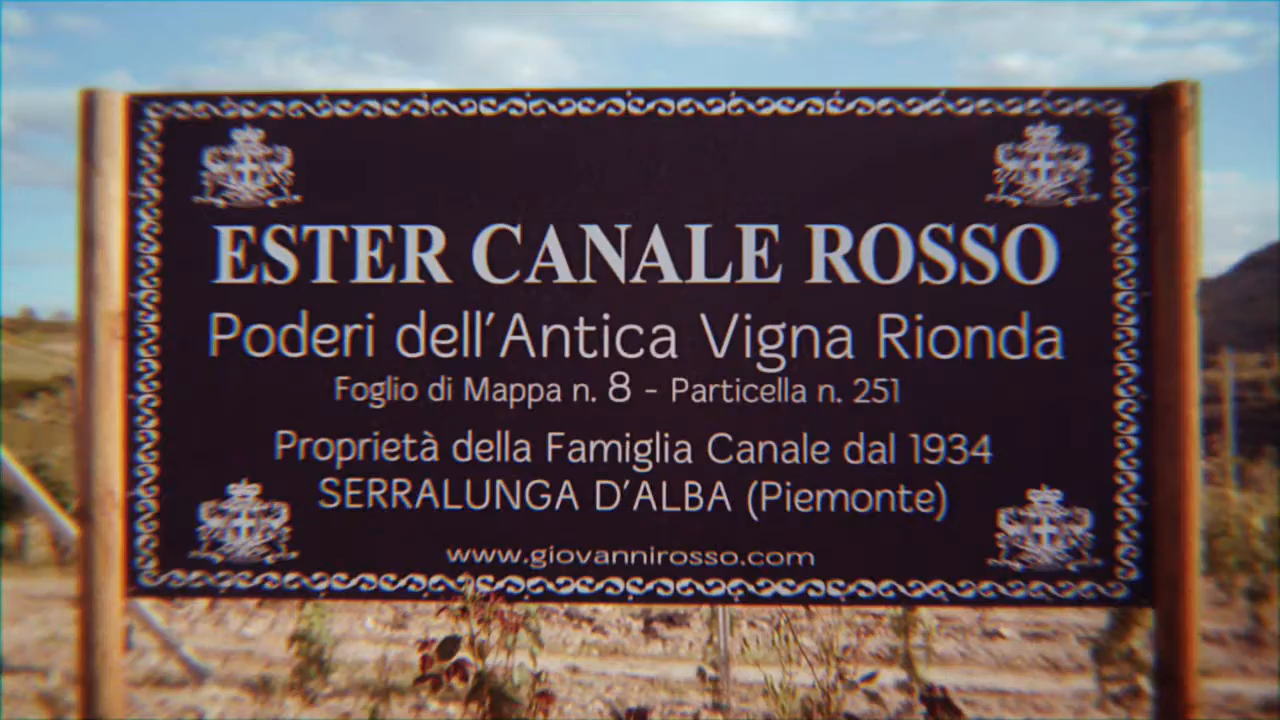 ESTER CANALE ROSSO
Poderi dell'Antica Vigna Rionda
Foglio di Mappa n. 8 - Particella n. 251
Proprietà della Famiglia Canale dal 1934
SERRALUNGA D'ALBA (Piemonte)
www.giovannirosso.com